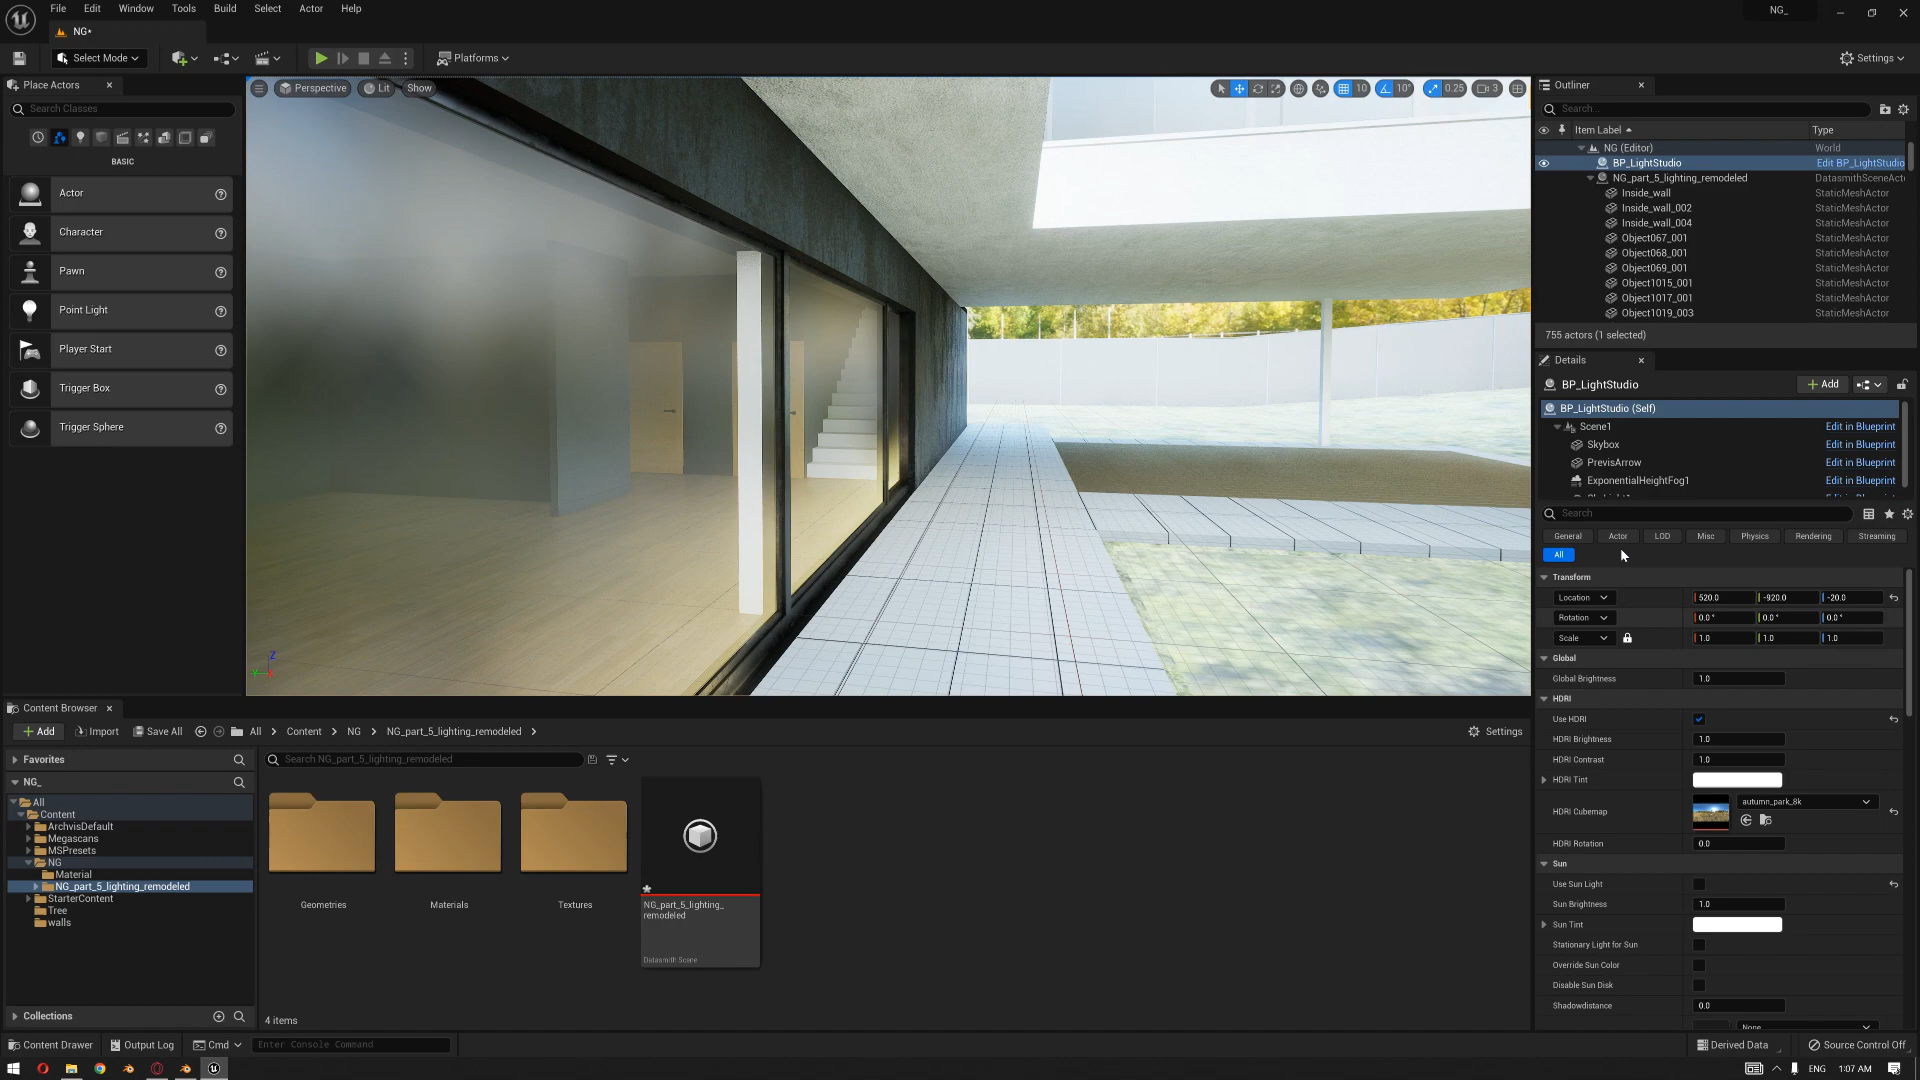 File Edit Window Tools Build Select Actor Help
NG_
NG*
Select Mode
Platforms
Settings
Place Actors
Search Classes
BASIC
Actor
Character
Pawn
Point Light
Player Start
Trigger Box
Trigger Sphere
Perspective Lit Show
10 10° 0.25 3
Outliner
Search...
Item Label Type
NG (Editor) World
BP_LightStudio Edit BP_LightStudio
NG_part_5_lighting_remodeled DatasmithSceneActo
Inside_wall StaticMeshActor
Inside_wall_002 StaticMeshActor
Inside_wall_004 StaticMeshActor
Object067_001 StaticMeshActor
Object068_001 StaticMeshActor
Object069_001 StaticMeshActor
Object1015_001 StaticMeshActor
Object1017_001 StaticMeshActor
Object1019_003 StaticMeshActor
755 actors (1 selected)
Details
BP_LightStudio
+ Add
BP_LightStudio (Self)
Scene1 Edit in Blueprint
Skybox Edit in Blueprint
PrevisArrow Edit in Blueprint
ExponentialHeightFog1 Edit in Blueprint
Search
General Actor LOD Misc Physics Rendering Streaming
All
Transform
Location 520.0 -920.0 -20.0
Rotation 0.0° 0.0° 0.0°
Scale 1.0 1.0 1.0
Global
Global Brightness 1.0
HDRI
Use HDRI
HDRI Brightness 1.0
HDRI Contrast 1.0
HDRI Tint
HDRI Cubemap autumn_park_8k
HDRI Rotation 0.0
Sun
Use Sun Light
Sun Brightness 1.0
Sun Tint
Stationary Light for Sun
Override Sun Color
Disable Sun Disk
Shadowdistance 0.0
None
Z
Content Browser
+ Add Import Save All All > Content > NG > NG_part_5_lighting_remodeled >
Settings
Favorites
NG_
All
Content
ArchvisDefault
Megascans
MSPresets
NG
Material
NG_part_5_lighting_remodeled
StarterContent
Tree
walls
Collections
Search NG_part_5_lighting_remodeled
Geometries
Materials
Textures
NG_part_5_lighting_
remodeled
Datasmith Scene
4 items
Content Drawer Output Log Cmd Enter Console Command
Derived Data Source Control Off
ENG 1:07 AM